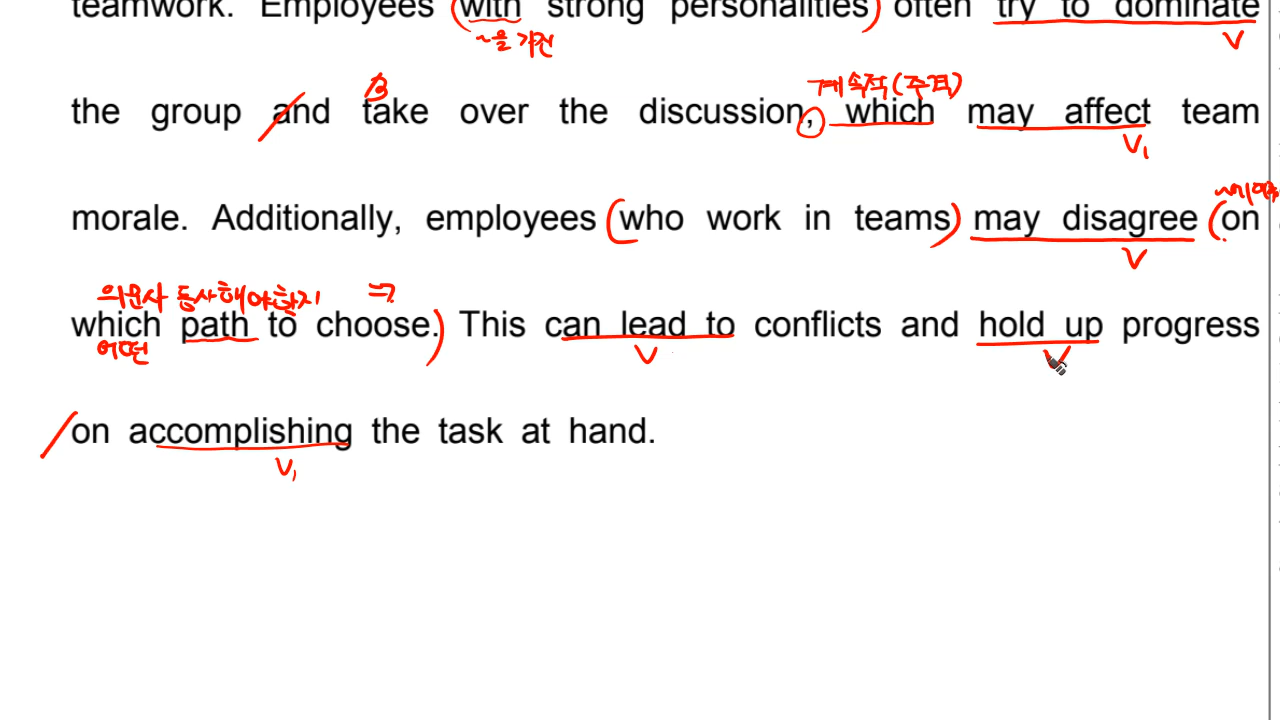 teamwork. Employees (with strong personalities) often try to dominate
~을 가진 V
B 계속적(주격)
the group and take over the discussion, which may affect team
V1
morale. Additionally, employees (who work in teams) may disagree (on
V
의문사 동사해야할지 =>
which path to choose.) This can lead to conflicts and hold up progress
어떤 V V
on accomplishing the task at hand.
V1